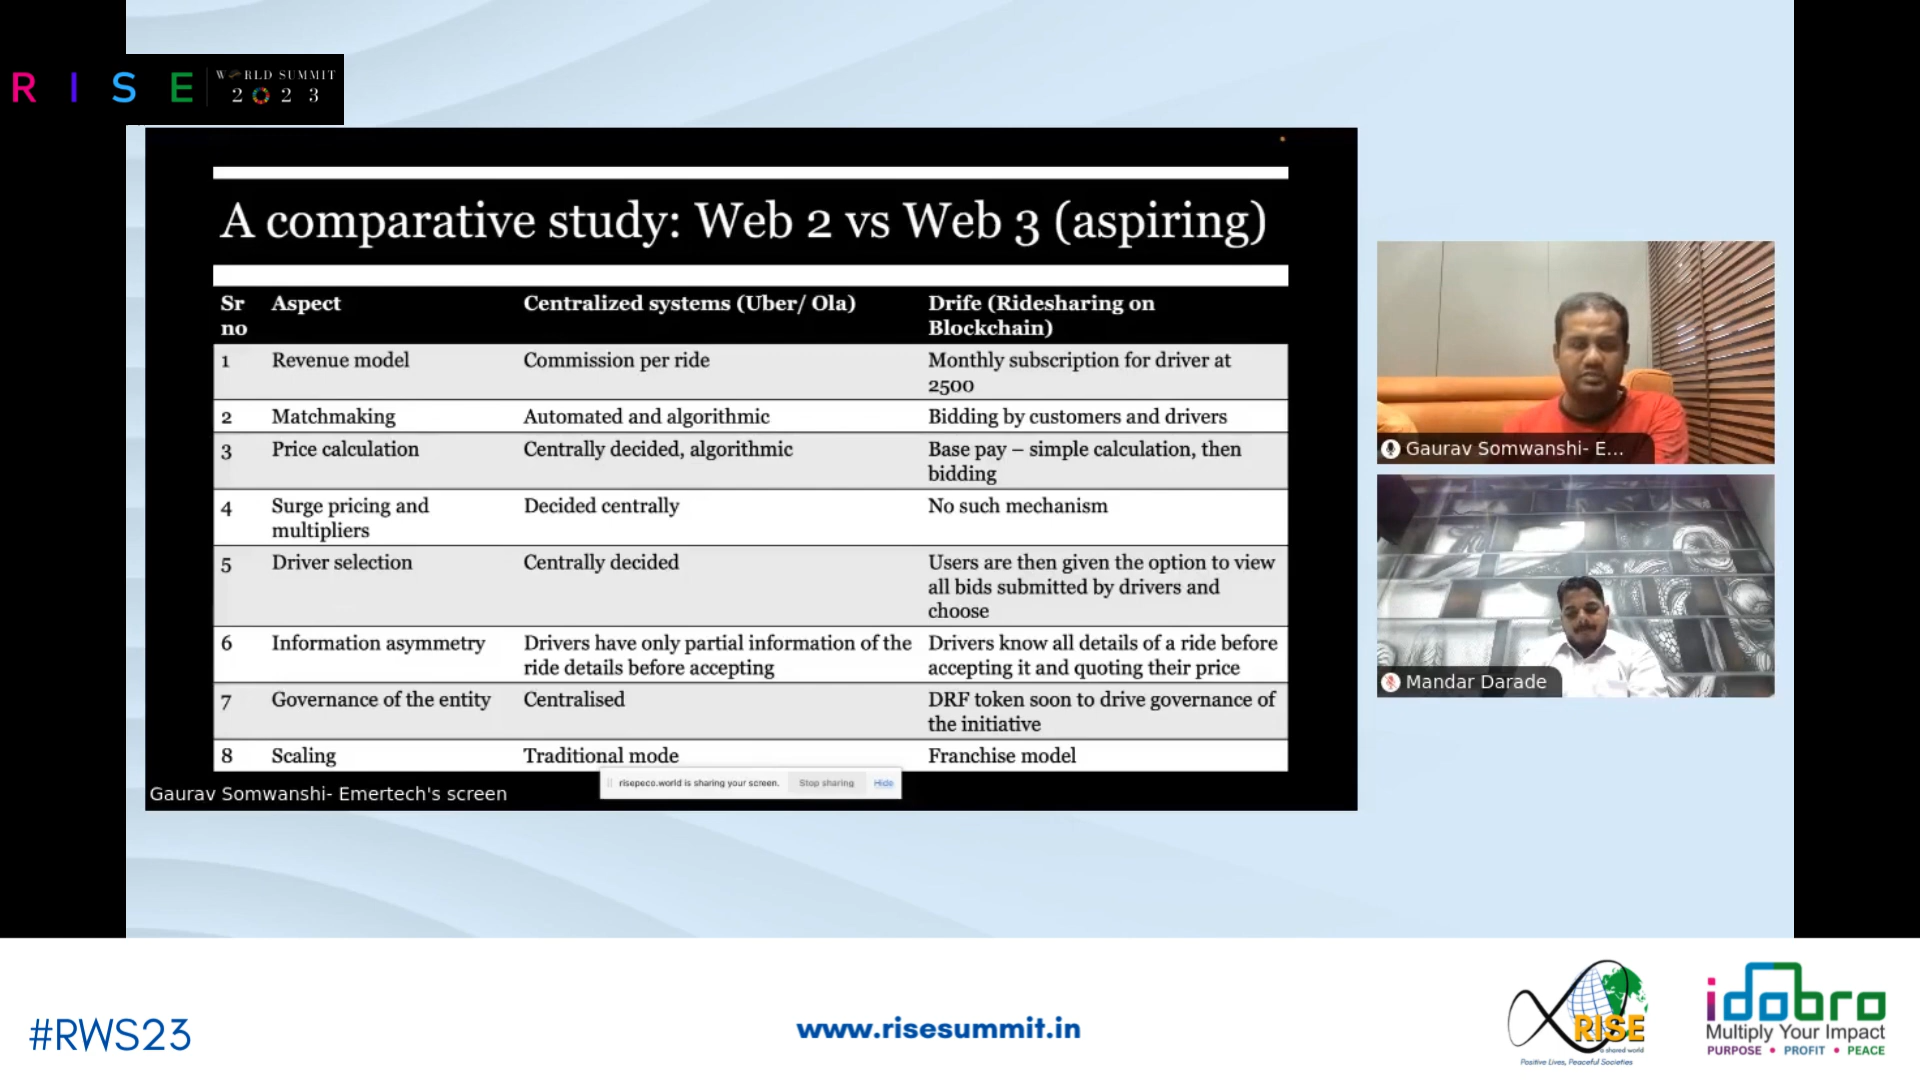 R I S E
WORLD SUMMIT
2023
A comparative study: Web 2 vs Web 3 (aspiring)
Sr no Aspect Centralized systems (Uber/ Ola) Drife (Ridesharing on Blockchain)
1 Revenue model Commission per ride Monthly subscription for driver at 2500
2 Matchmaking Automated and algorithmic Bidding by customers and drivers
3 Price calculation Centrally decided, algorithmic Base pay – simple calculation, then bidding
4 Surge pricing and multipliers Decided centrally No such mechanism
5 Driver selection Centrally decided Users are then given the option to view all bids submitted by drivers and choose
6 Information asymmetry Drivers have only partial information of the ride details before accepting Drivers know all details of a ride before accepting it and quoting their price
7 Governance of the entity Centralised DRF token soon to drive governance of the initiative
8 Scaling Traditional mode Franchise model
risepeco.world is sharing your screen. Stop sharing Hide
Gaurav Somwanshi- Emertech's screen
Gaurav Somwanshi- E...
Mandar Darade
#RWS23
www.risesummit.in
RISE
a shared world
Positive Lives, Peaceful Societies
idobro
Multiply Your Impact
PURPOSE • PROFIT • PEACE